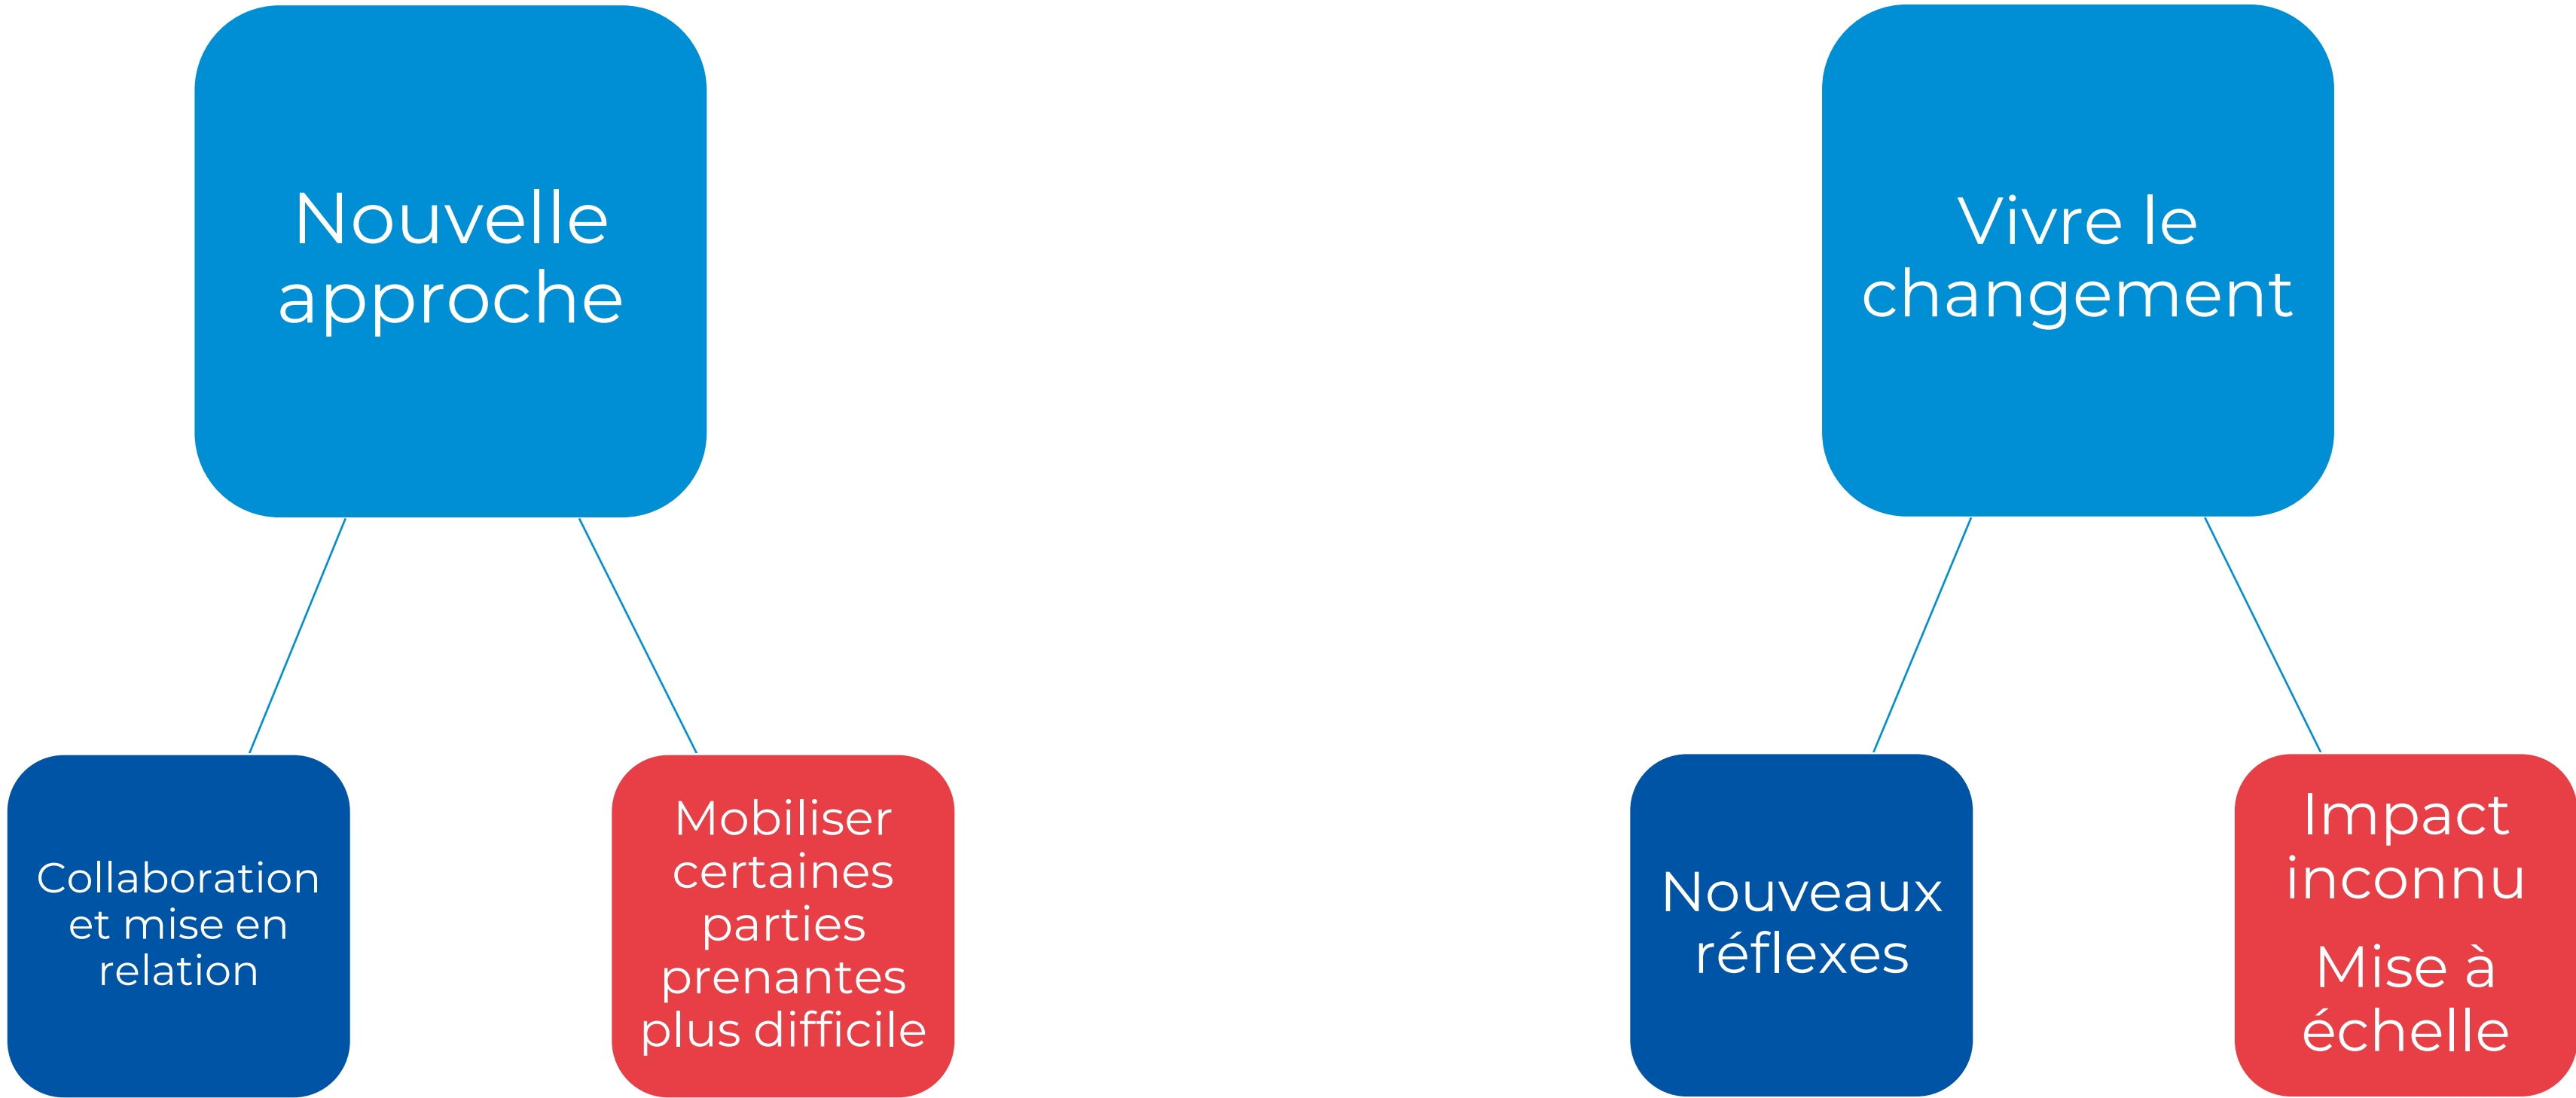 Nouvelle
approche
Collaboration
et mise en
relation
Mobiliser
certaines
parties
prenantes
plus difficile
Vivre le
changement
Nouveaux
réflexes
Impact
inconnu
Mise à
échelle